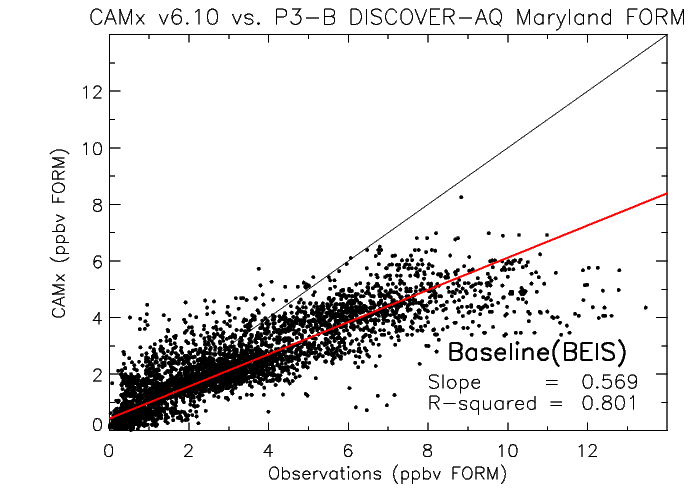 CAMx v6.10 vs. P3-B DISCOVER-AQ Maryland FORM
CAMx (ppbv FORM)
12
10
8
6
4
2
0
Baseline(BEIS)
Slope = 0.569
R-squared = 0.801
0 2 4 6 8 10 12
Observations (ppbv FORM)